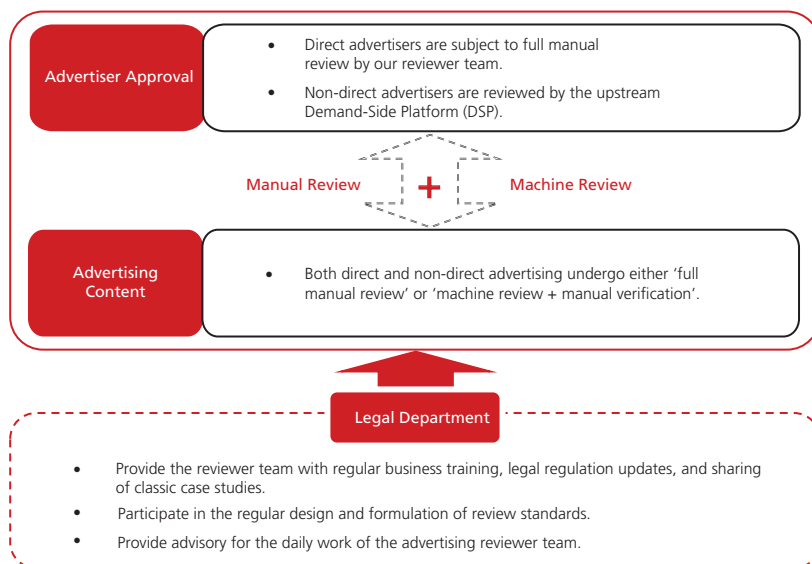 Advertiser Approval
• Direct advertisers are subject to full manual
review by our reviewer team.
• Non-direct advertisers are reviewed by the upstream
Demand-Side Platform (DSP).
Manual Review
+
Machine Review
Advertising
Content
• Both direct and non-direct advertising undergo either ‘full
manual review’ or ‘machine review + manual verification’.
Legal Department
• Provide the reviewer team with regular business training, legal regulation updates, and sharing
of classic case studies.
• Participate in the regular design and formulation of review standards.
• Provide advisory for the daily work of the advertising reviewer team.